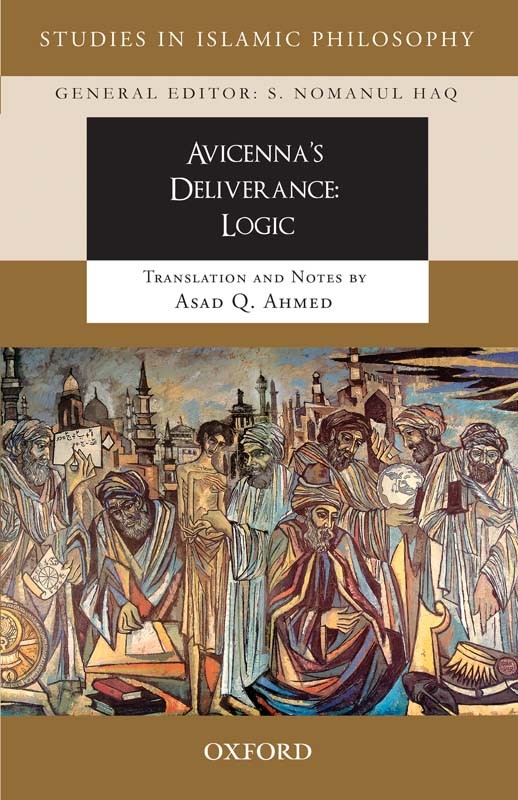 STUDIES IN ISLAMIC PHILOSOPHY
GENERAL EDITOR: S. NOMANUL HAQ
AVICENNA'S
DELIVERANCE:
LOGIC
TRANSLATION AND NOTES BY
ASAD Q. AHMED
OXFORD